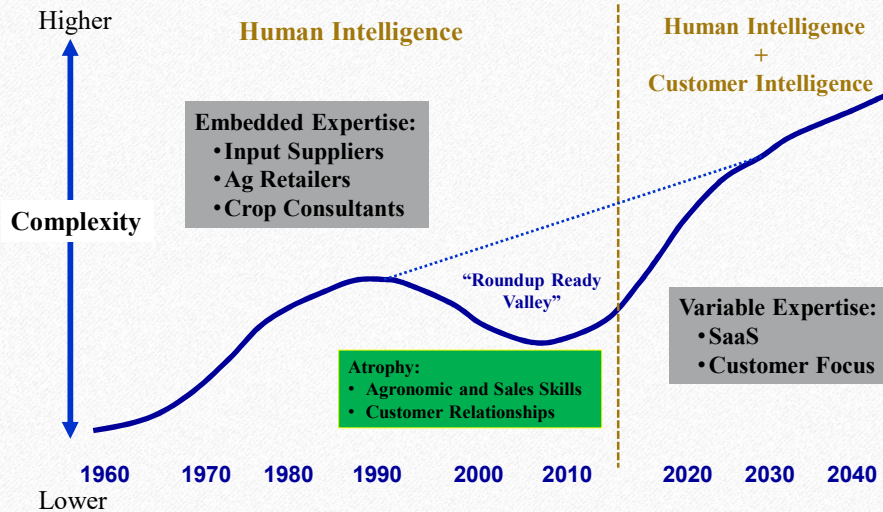 Higher
Human Intelligence
Human Intelligence
+
Customer Intelligence
Embedded Expertise:
•Input Suppliers
•Ag Retailers
•Crop Consultants
Complexity
“Roundup Ready
Valley”
Variable Expertise:
•SaaS
•Customer Focus
Atrophy:
• Agronomic and Sales Skills
• Customer Relationships
1960 1970 1980 1990 2000 2010 2020 2030 2040
Lower